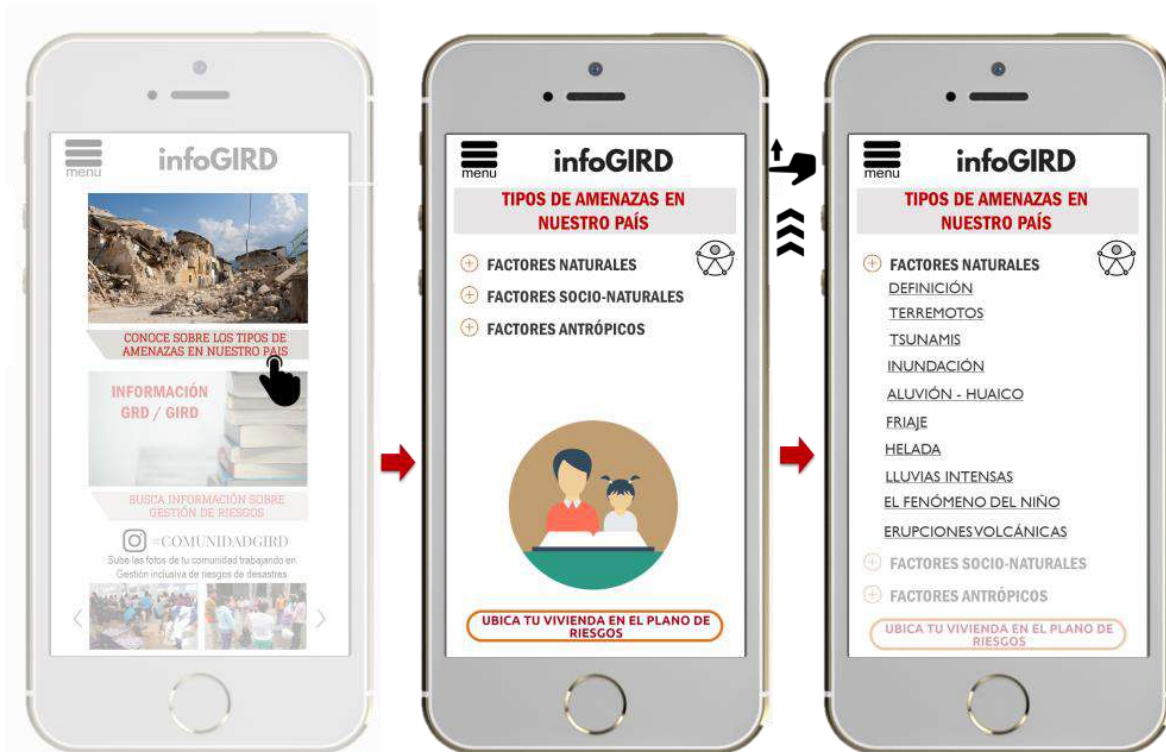 menu
infoGIRD
CONOCE SOBRE LOS TIPOS DE
AMENAZAS EN NUESTRO PAIS
INFORMACIÓN
GRD / GIRD
BUSCA INFORMACIÓN SOBRE
GESTIÓN DE RIESGOS
#COMUNIDADGIRD
Sube las fotos de tu comunidad trabajando en
Gestión inclusiva de riesgos de desastres
menu
infoGIRD
TIPOS DE AMENAZAS EN
NUESTRO PAÍS
FACTORES NATURALES
FACTORES SOCIO-NATURALES
FACTORES ANTRÓPICOS
UBICA TU VIVIENDA EN EL PLANO DE
RIESGOS
menu
infoGIRD
TIPOS DE AMENAZAS EN
NUESTRO PAÍS
FACTORES NATURALES
DEFINICIÓN
TERREMOTOS
TSUNAMIS
INUNDACIÓN
ALUVIÓN - HUAICO
FRIAJE
HELADA
LLUVIAS INTENSAS
EL FENÓMENO DEL NIÑO
ERUPCIONES VOLCÁNICAS
FACTORES SOCIO-NATURALES
FACTORES ANTRÓPICOS
UBICA TU VIVIENDA EN EL PLANO DE
RIESGOS